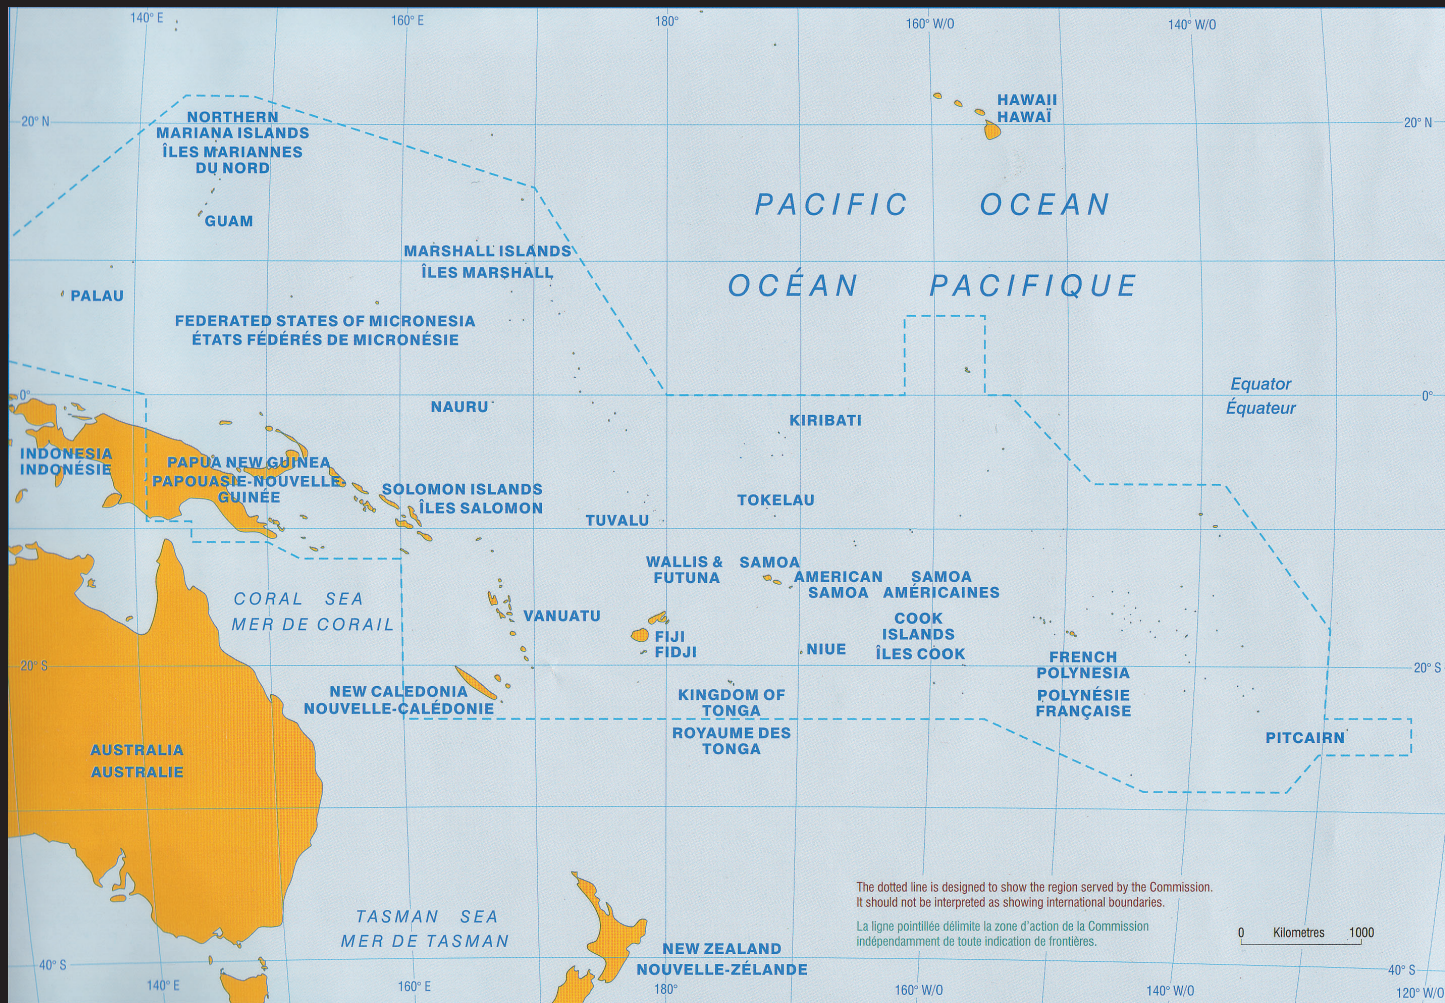 140° E
160° E
180°
160° W/O
140° W/O
HAWAII
HAWAÏ
NORTHERN
MARIANA ISLANDS
ÎLES MARIANNES
DU NORD
20° N
20° N
PACIFIC OCEAN
GUAM
MARSHALL ISLANDS
ÎLES MARSHALL
OCÉAN PACIFIQUE
PALAU
FEDERATED STATES OF MICRONESIA
ÉTATS FÉDÉRÉS DE MICRONÉSIE
Equator
Équateur
0°
0°
NAURU
KIRIBATI
INDONESIA
INDONÉSIE
PAPUA NEW GUINEA
PAPOUASIE-NOUVELLE-
GUINÉE
SOLOMON ISLANDS
ÎLES SALOMON
TOKELAU
TUVALU
WALLIS &
FUTUNA
SAMOA
AMERICAN
SAMOA
SAMOA
AMÉRICAINES
CORAL SEA
MER DE CORAIL
VANUATU
COOK
ISLANDS
ÎLES COOK
FIJI
FIDJI
NIUE
FRENCH
POLYNESIA
POLYNÉSIE
FRANÇAISE
20° S
20° S
NEW CALEDONIA
NOUVELLE-CALÉDONIE
KINGDOM OF
TONGA
ROYAUME DES
TONGA
PITCAIRN
AUSTRALIA
AUSTRALIE
The dotted line is designed to show the region served by the Commission.
It should not be interpreted as showing international boundaries.
La ligne pointillée délimite la zone d'action de la Commission
indépendamment de toute indication de frontières.
0 Kilometres 1000
TASMAN SEA
MER DE TASMAN
NEW ZEALAND
NOUVELLE-ZÉLANDE
40° S
40° S
140° E
160° E
180°
160° W/O
140° W/O
120° W/O